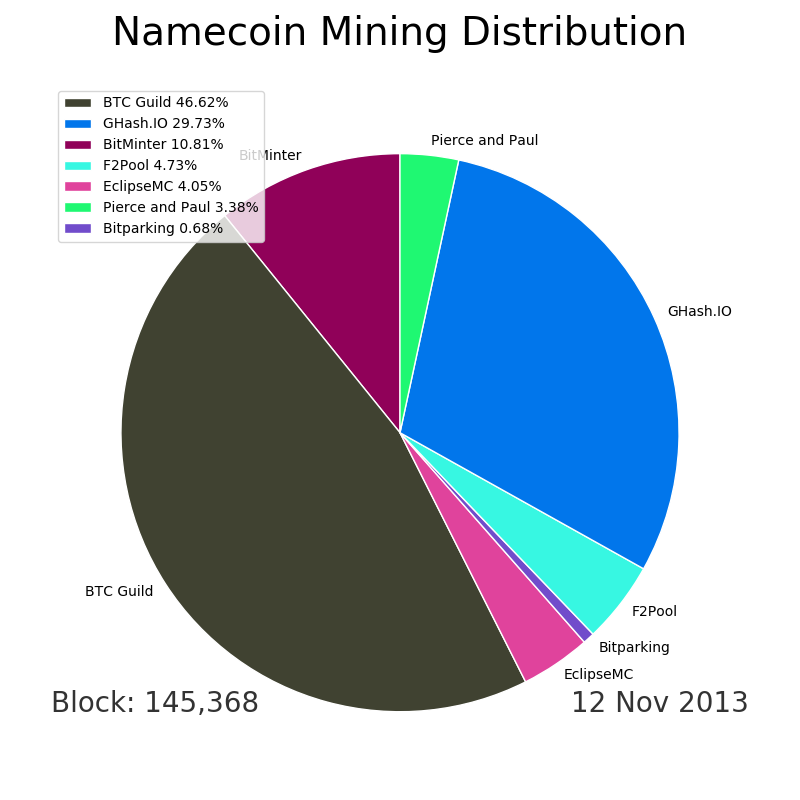 Namecoin Mining Distribution
BTC Guild 46.62%
GHash.IO 29.73%
BitMinter 10.81%
F2Pool 4.73%
EclipseMC 4.05%
Pierce and Paul 3.38%
Bitparking 0.68%
BitMinter
Pierce and Paul
GHash.IO
BTC Guild
F2Pool
Bitparking
EclipseMC
Block: 145,368
12 Nov 2013